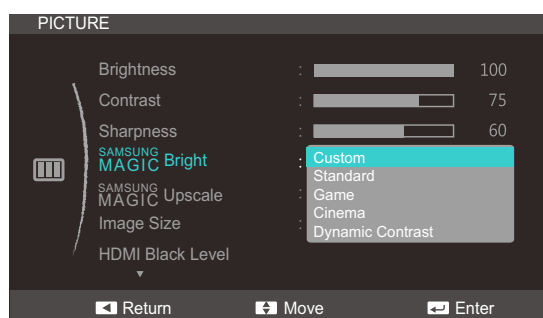 PICTURE
Brightness : 100
Contrast : 75
Sharpness : 60
SAMSUNG MAGIC Bright : Custom
Standard
SAMSUNG MAGIC Upscale : Game
Cinema
Image Size : Dynamic Contrast
HDMI Black Level
Return Move Enter